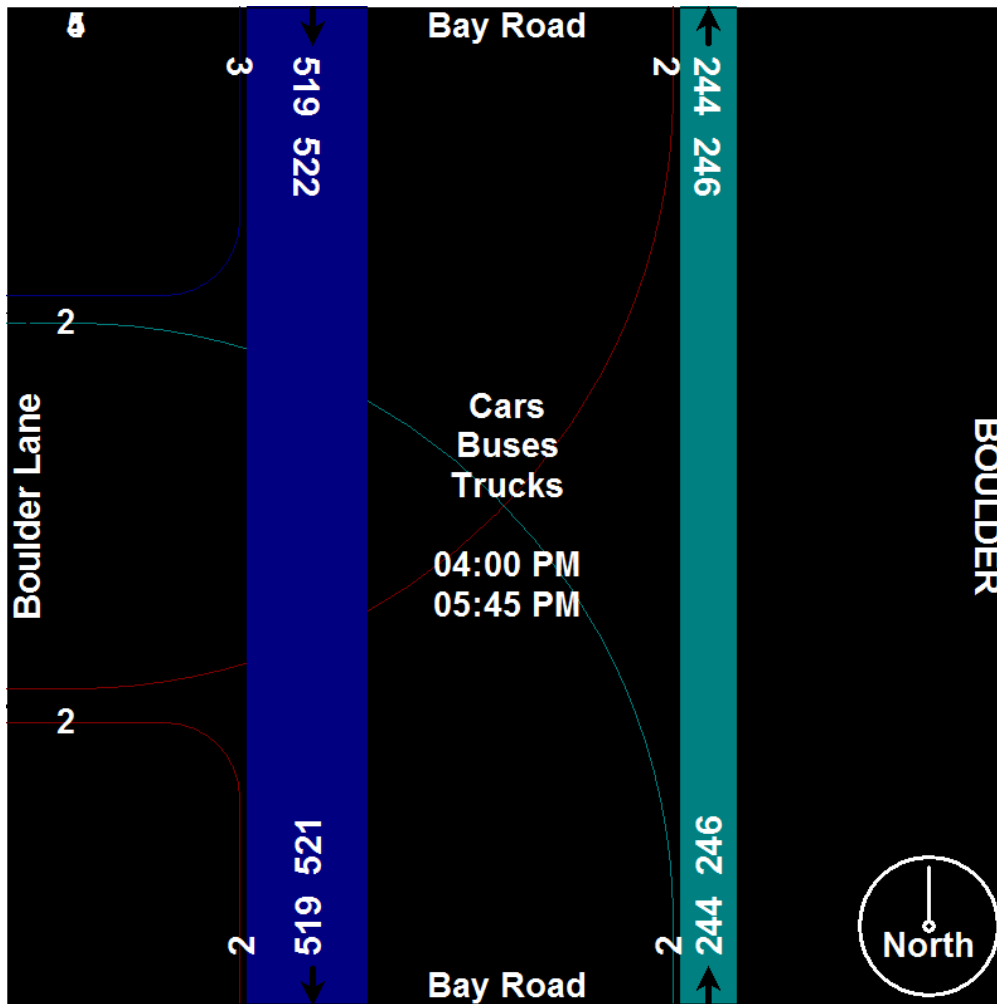 Bay Road
3
519 522
2
244 246
2
Boulder Lane
Cars
Buses
Trucks
04:00 PM
05:45 PM
BOULDER
2
2
519 521
2
244 246
North
Bay Road